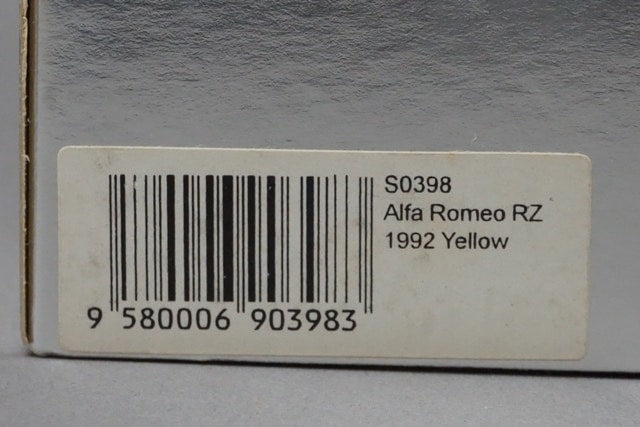 S0398
Alfa Romeo RZ
1992 Yellow
9 580006 903983